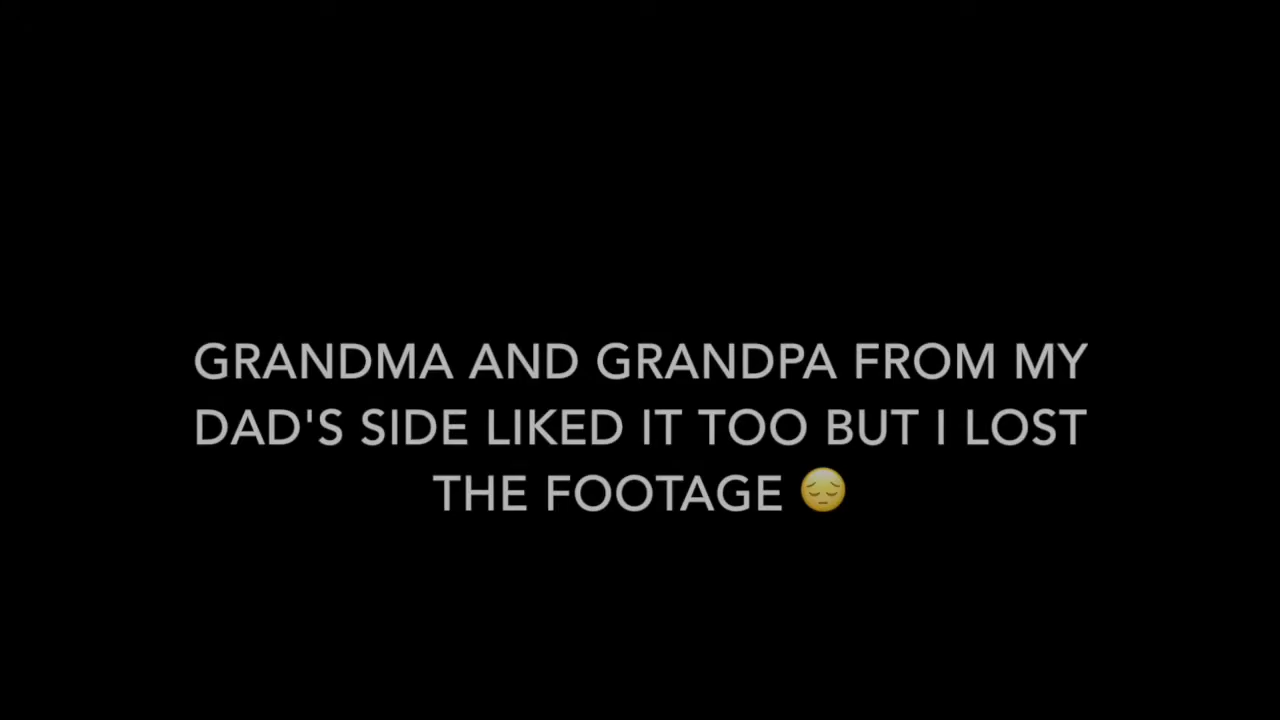 GRANDMA AND GRANDPA FROM MY
DAD'S SIDE LIKED IT TOO BUT I LOST
THE FOOTAGE 😔